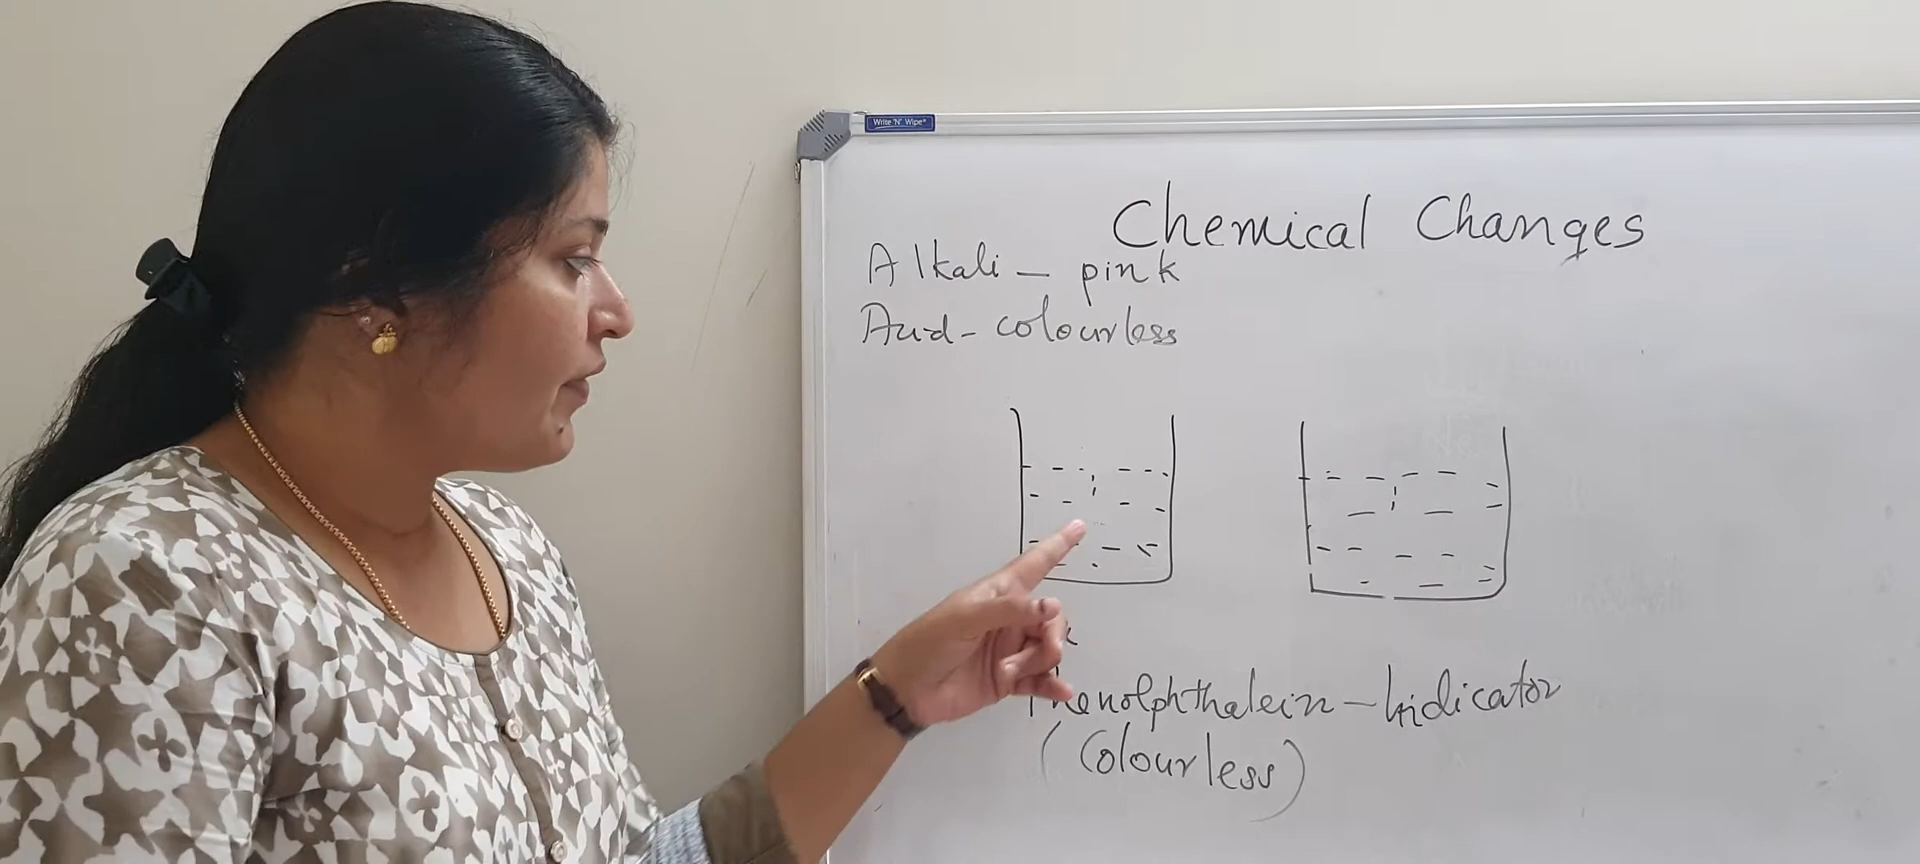 Write 'N' Wipe
Chemical Changes
Alkali - pink
Acid - colourless
Phenolphthalein - Indicator
(Colourless)